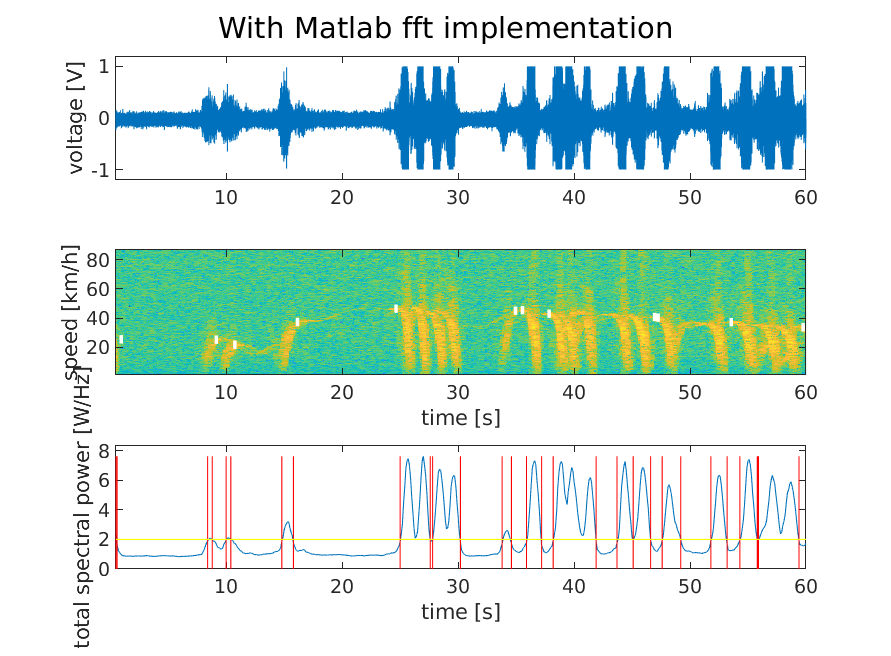 With Matlab fft implementation
voltage [V]
1
0
-1
10 20 30 40 50 60
speed [km/h]
80
60
40
20
10 20 30 40 50 60
time [s]
total spectral power [W/Hz]
8
6
4
2
0
10 20 30 40 50 60
time [s]